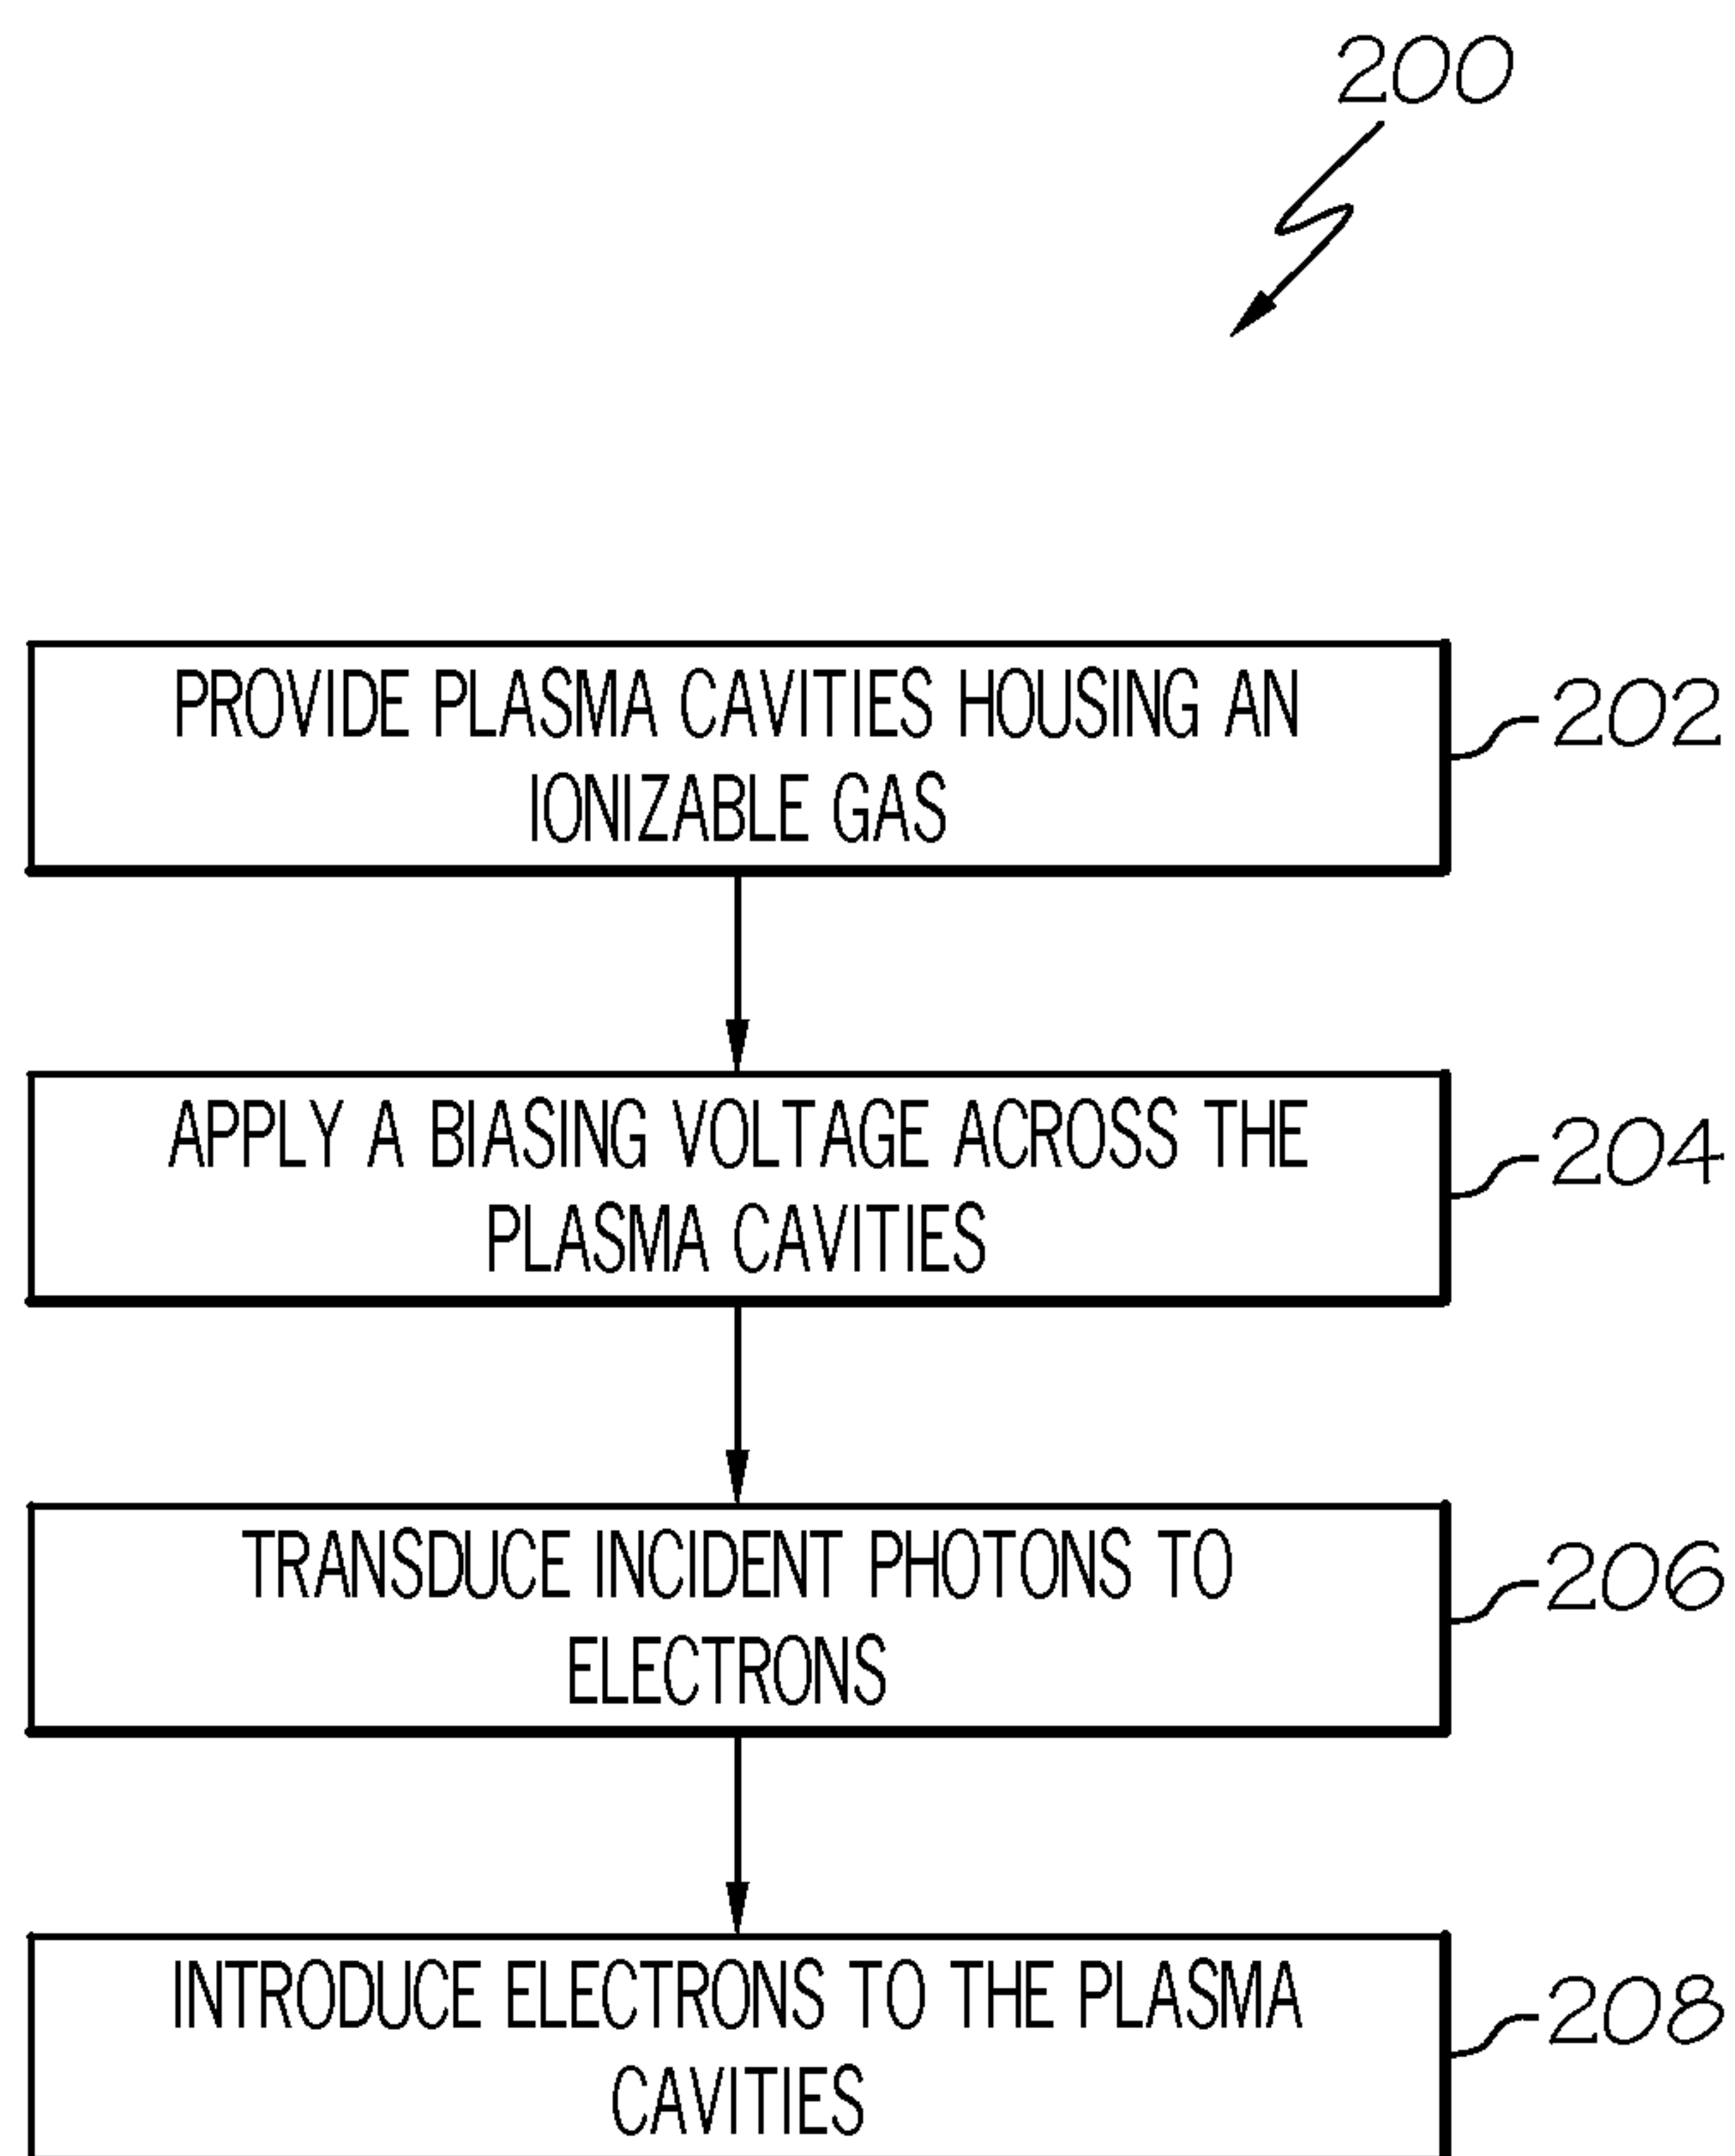 200
PROVIDE PLASMA CAVITIES HOUSING AN
IONIZABLE GAS
202
APPLY A BIASING VOLTAGE ACROSS THE
PLASMA CAVITIES
204
TRANSDUCE INCIDENT PHOTONS TO
ELECTRONS
206
INTRODUCE ELECTRONS TO THE PLASMA
CAVITIES
208